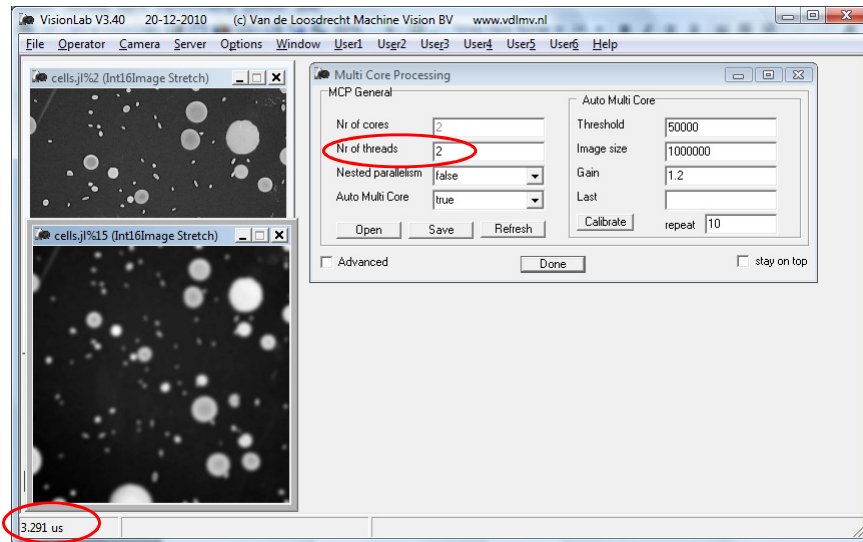 VisionLab V3.40 20-12-2010 (c) Van de Loosdrecht Machine Vision BV www.vdlmv.nl
File Operator Camera Server Options Window User1 User2 User3 User4 User5 User6 Help
cells.jl%2 (Int16Image Stretch)
Multi Core Processing
MCP General
Nr of cores 2
Nr of threads 2
Nested parallelism false
Auto Multi Core true
Open Save Refresh
Auto Multi Core
Threshold 50000
Image size 1000000
Gain 1.2
Last
Calibrate repeat 10
Advanced Done stay on top
cells.jl%15 (Int16Image Stretch)
3.291 us